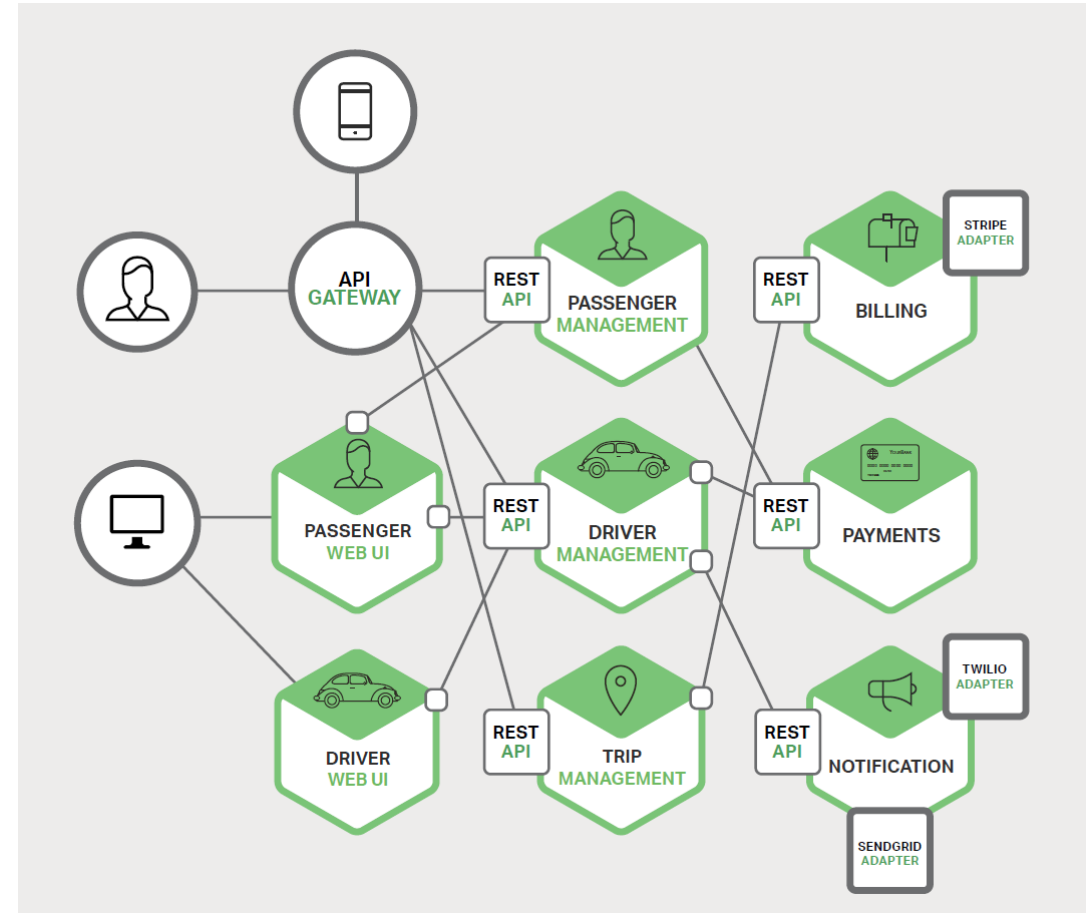 API
GATEWAY
REST
API
PASSENGER
MANAGEMENT
REST
API
BILLING
STRIPE
ADAPTER
PASSENGER
WEB UI
REST
API
DRIVER
MANAGEMENT
REST
API
PAYMENTS
DRIVER
WEB UI
REST
API
TRIP
MANAGEMENT
REST
API
NOTIFICATION
TWILIO
ADAPTER
SENDGRID
ADAPTER